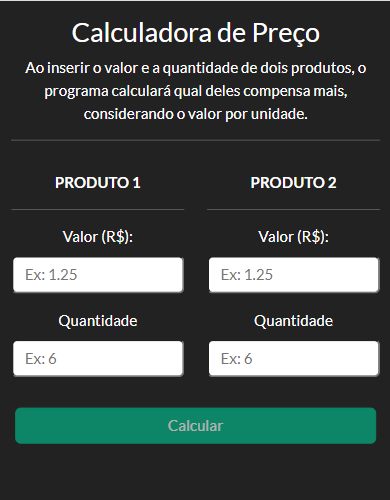 Calculadora de Preço
Ao inserir o valor e a quantidade de dois produtos, o
programa calculará qual deles compensa mais,
considerando o valor por unidade.
PRODUTO 1
PRODUTO 2
Valor (R$):
Valor (R$):
Ex: 1.25
Ex: 1.25
Quantidade
Quantidade
Ex: 6
Ex: 6
Calcular